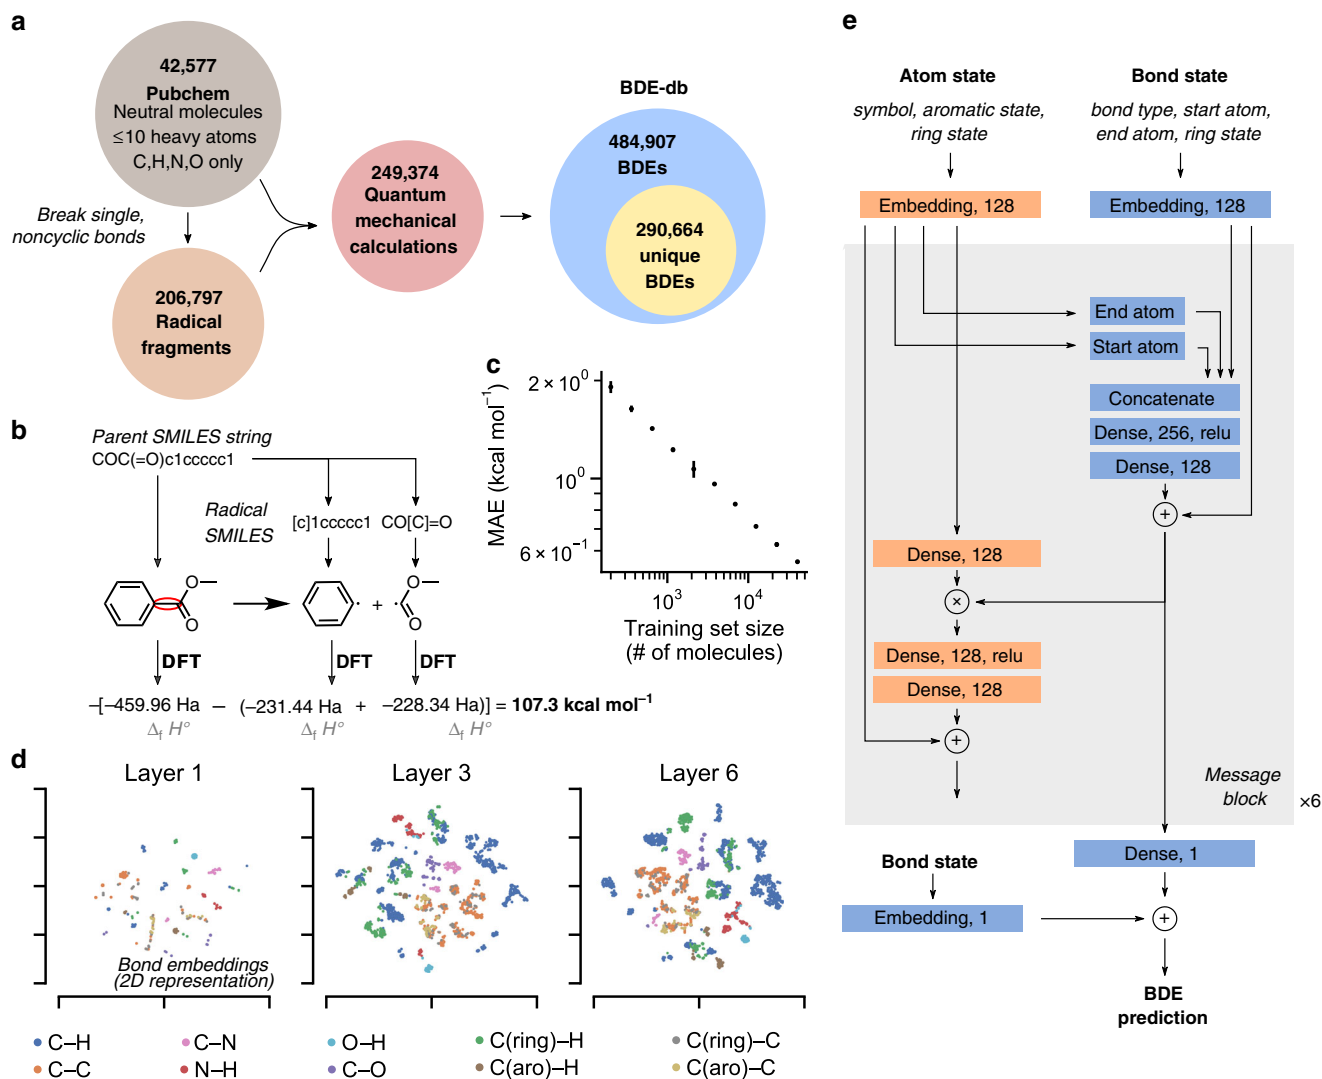 a
42,577
Pubchem
Neutral molecules
≤10 heavy atoms
C,H,N,O only
Break single,
noncyclic bonds
206,797
Radical
fragments
249,374
Quantum
mechanical
calculations
BDE-db
484,907
BDEs
290,664
unique
BDEs
b
Parent SMILES string
COC(=O)c1ccccc1
Radical
SMILES
[c]1ccccc1
CO[C]=O
O
O
+
O
O
DFT
DFT
DFT
–[–459.96 Ha – (–231.44 Ha + –228.34 Ha)] = 107.3 kcal mol⁻¹
Δf H°
Δf H°
Δf H°
c
MAE (kcal mol⁻¹)
2 × 10⁰
10⁰
6 × 10⁻¹
10³
10⁴
Training set size
(# of molecules)
d
Layer 1
Layer 3
Layer 6
Bond embeddings
(2D representation)
C–H
C–N
O–H
C(ring)–H
C(ring)–C
C–C
N–H
C–O
C(aro)–H
C(aro)–C
e
Atom state
symbol, aromatic state,
ring state
Bond state
bond type, start atom,
end atom, ring state
Embedding, 128
Embedding, 128
End atom
Start atom
Concatenate
Dense, 256, relu
Dense, 128
+
Dense, 128
×
Dense, 128, relu
Dense, 128
+
Message
block
×6
Dense, 1
Bond state
Embedding, 1
+
BDE
prediction